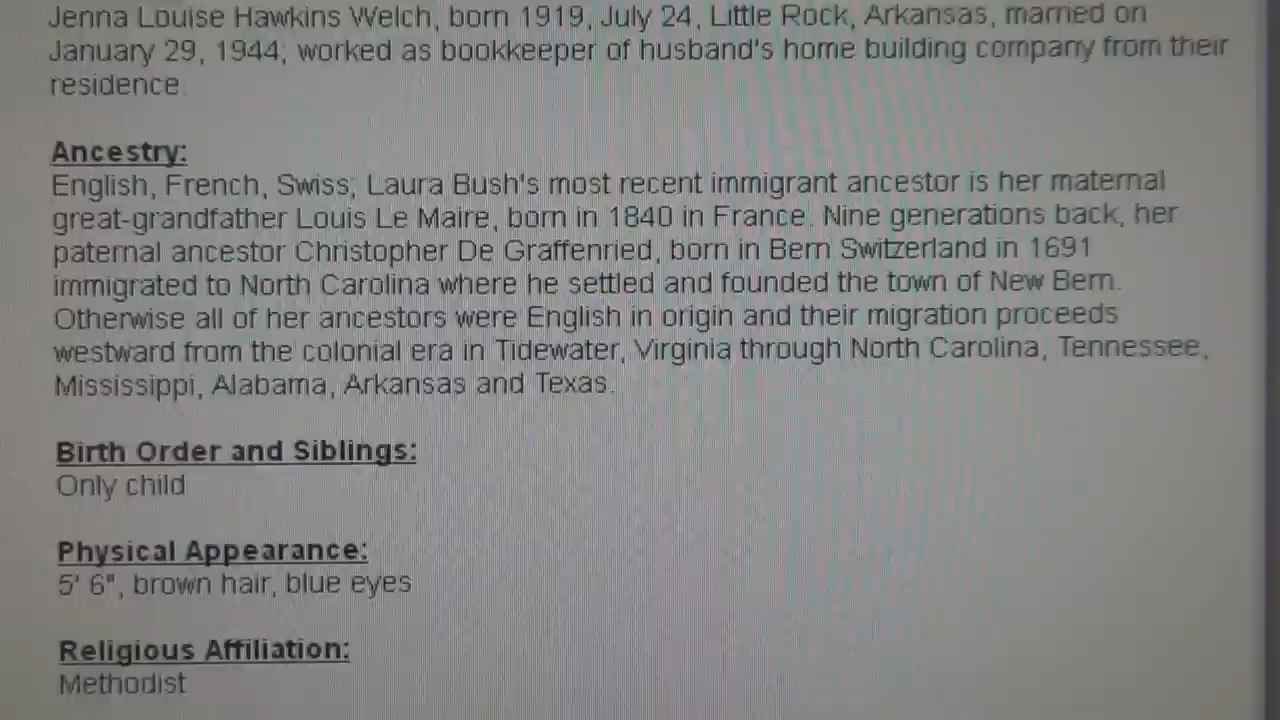 Jenna Louise Hawkins Welch, born 1919, July 24, Little Rock, Arkansas, married on
January 29, 1944; worked as bookkeeper of husband's home building company from their
residence
Ancestry:
English, French, Swiss; Laura Bush's most recent immigrant ancestor is her maternal
great-grandfather Louis Le Maire, born in 1840 in France. Nine generations back, her
paternal ancestor Christopher De Graffenried, born in Bern Switzerland in 1691
immigrated to North Carolina where he settled and founded the town of New Bern.
Otherwise all of her ancestors were English in origin and their migration proceeds
westward from the colonial era in Tidewater, Virginia through North Carolina, Tennessee,
Mississippi, Alabama, Arkansas and Texas.
Birth Order and Siblings:
Only child
Physical Appearance:
5' 6", brown hair, blue eyes
Religious Affiliation:
Methodist